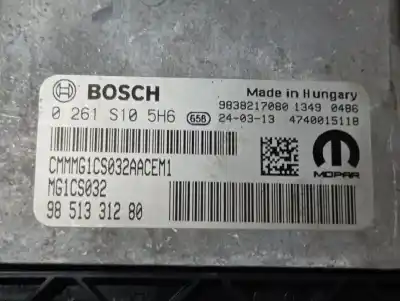 BOSCH
Made in Hungary
9838217080 1349 0486
0 261 S10 5H6
658
24-03-13 4740015118
CMMMG1CS032AACEM1
MG1CS032
98 513 312 80
MOPAR